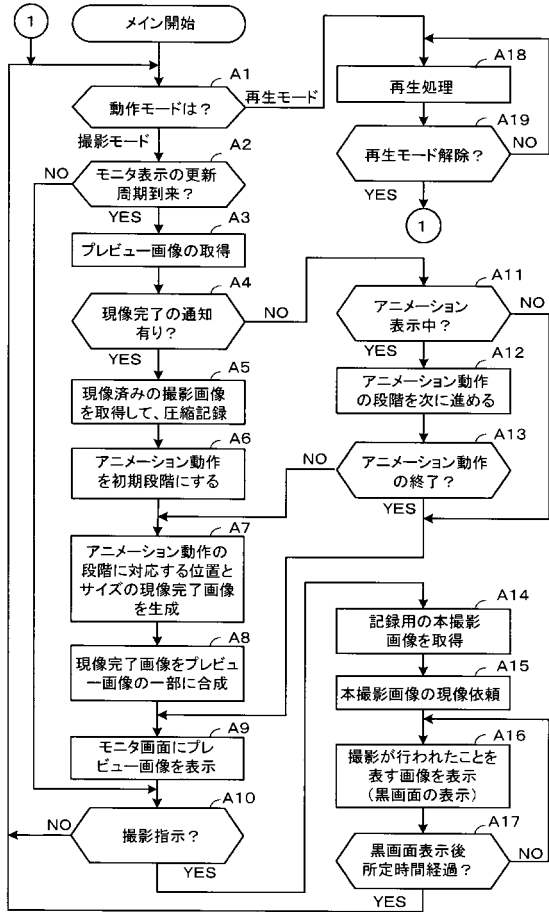 1
メイン開始
A1
動作モードは?
再生モード
撮影モード
A2
NO
モニタ表示の更新
周期到来?
YES
A3
プレビュー画像の取得
A4
現像完了の通知
有り?
NO
YES
A5
現像済みの撮影画像
を取得して、圧縮記録
A6
アニメーション動作
を初期段階にする
A7
アニメーション動作の
段階に対応する位置と
サイズの現像完了画像
を生成
A8
現像完了画像をプレビュ
ー画像の一部に合成
A9
モニタ画面にプレ
ビュー画像を表示
A10
NO
撮影指示?
YES
A18
再生処理
A19
再生モード解除?
NO
YES
1
A11
アニメーション
表示中?
NO
YES
A12
アニメーション動作
の段階を次に進める
A13
NO
アニメーション動作
の終了?
YES
A14
記録用の本撮影
画像を取得
A15
本撮影画像の現像依頼
A16
撮影が行われたことを
表す画像を表示
(黒画面の表示)
A17
黒画面表示後
所定時間経過?
NO
YES